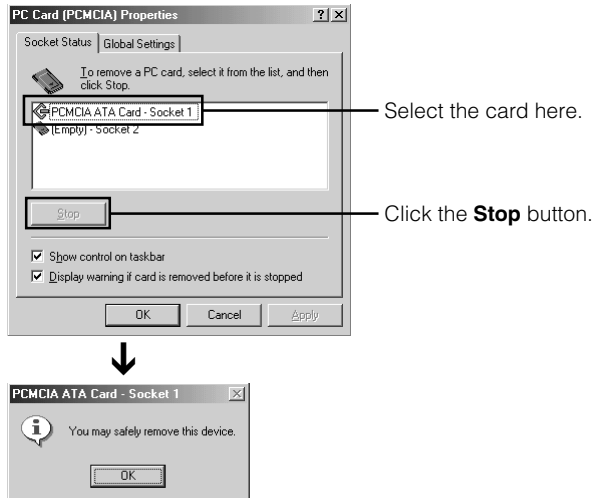 PC Card (PCMCIA) Properties
Socket Status
Global Settings
To remove a PC card, select it from the list, and then
click Stop.
PCMCIA ATA Card - Socket 1
Select the card here.
(Empty) - Socket 2
Stop
Click the Stop button.
Show control on taskbar
Display warning if card is removed before it is stopped
OK
Cancel
Apply
PCMCIA ATA Card - Socket 1
You may safely remove this device.
OK